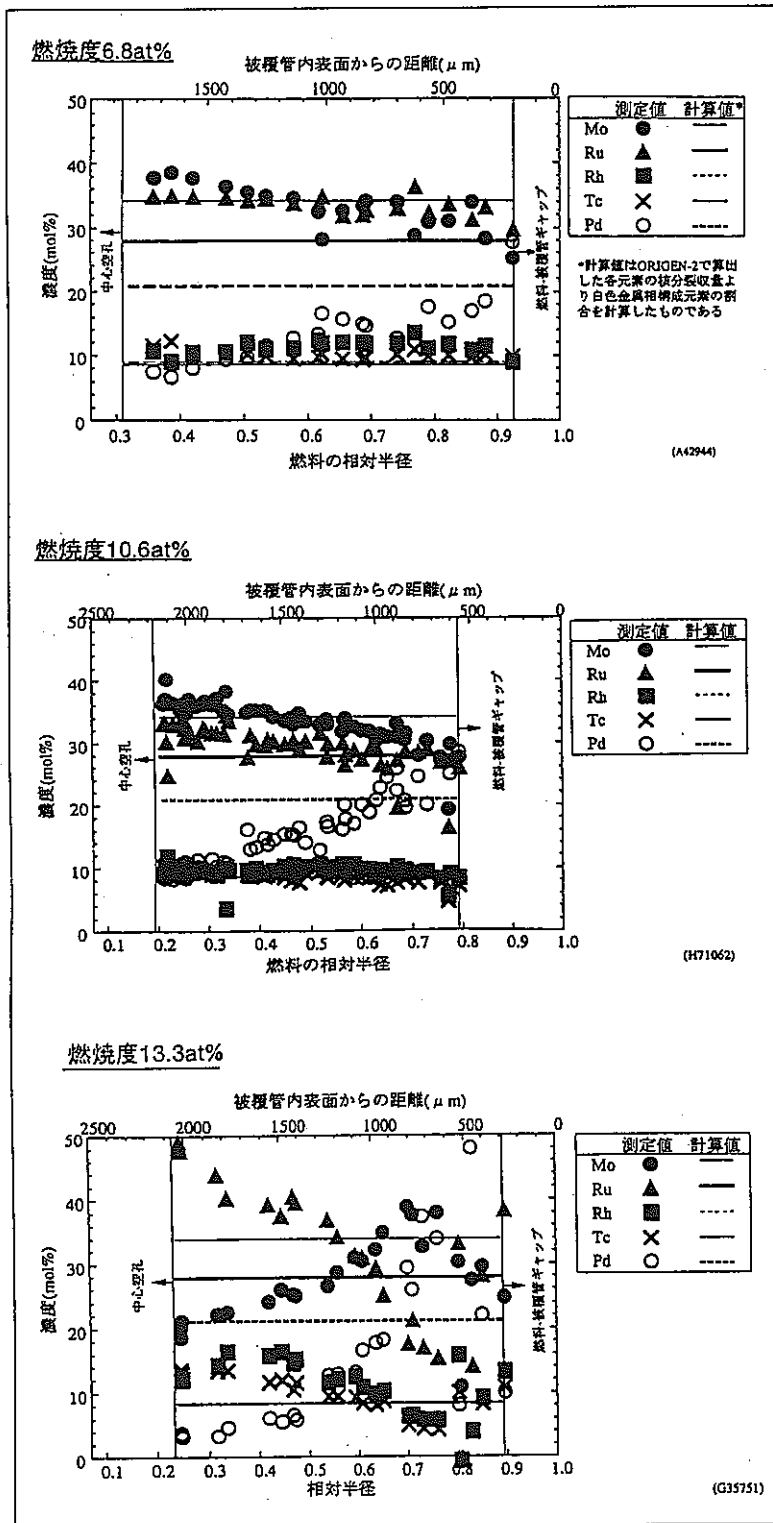 燃焼度6.8at%
被覆管内表面からの距離(μm)
1500 1000 500 0
50
40
30
20
10
0
濃度(mol%)
中心空孔
燃料-被覆管ギャップ
0.3 0.4 0.5 0.6 0.7 0.8 0.9 1.0
燃料の相対半径
測定値 計算値*
Mo
Ru
Rh
Tc
Pd
*計算値はORIGEN-2で算出
した各元素の核分裂収量よ
り白色金属相構成元素の割
合を計算したものである
(A42944)
燃焼度10.6at%
被覆管内表面からの距離(μm)
2500 2000 1500 1000 500 0
50
40
30
20
10
0
濃度(mol%)
中心空孔
燃料-被覆管ギャップ
0.1 0.2 0.3 0.4 0.5 0.6 0.7 0.8 0.9 1.0
燃料の相対半径
測定値 計算値
Mo
Ru
Rh
Tc
Pd
(H71062)
燃焼度13.3at%
被覆管内表面からの距離(μm)
2500 2000 1800 1600 1400 1200 1000 800 600 400 200 0
50
40
30
20
10
0
濃度(mol%)
中心空孔
燃料-被覆管ギャップ
0.1 0.2 0.3 0.4 0.5 0.6 0.7 0.8 0.9 1.0
相対半径
測定値 計算値
Mo
Ru
Rh
Tc
Pd
(G35751)